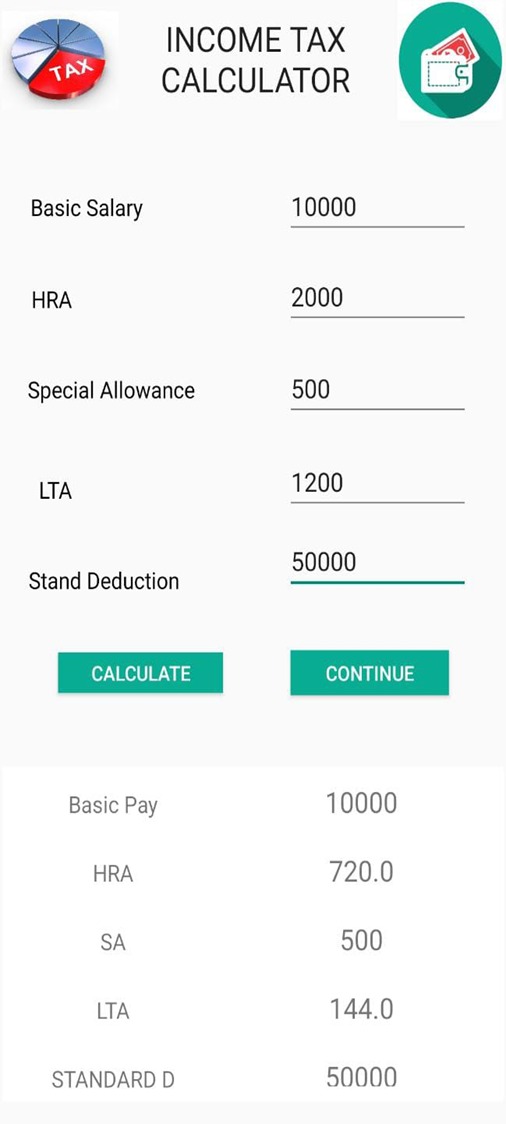 TAX
INCOME TAX
CALCULATOR
Basic Salary 10000
HRA 2000
Special Allowance 500
LTA 1200
Stand Deduction 50000
CALCULATE CONTINUE
Basic Pay 10000
HRA 720.0
SA 500
LTA 144.0
STANDARD D 50000